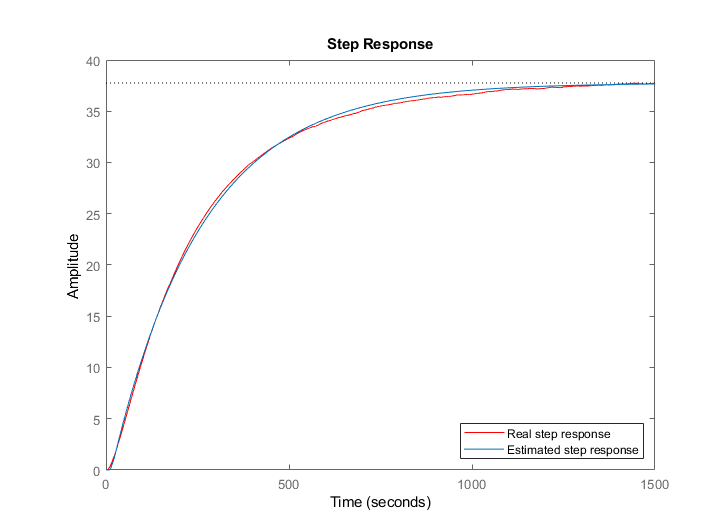 Step Response
Amplitude
40
35
30
25
20
15
10
5
0
0 500 1000 1500
Time (seconds)
Real step response
Estimated step response